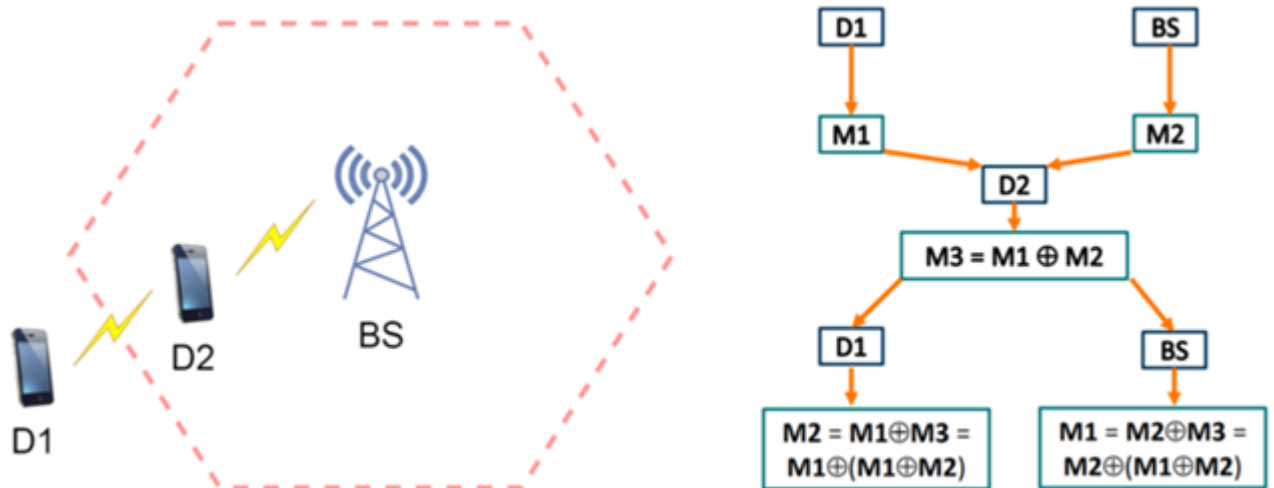 D1
D2
BS
D1
BS
M1
M2
D2
M3 = M1 ⊕ M2
D1
BS
M2 = M1⊕M3 =
M1⊕(M1⊕M2)
M1 = M2⊕M3 =
M2⊕(M1⊕M2)